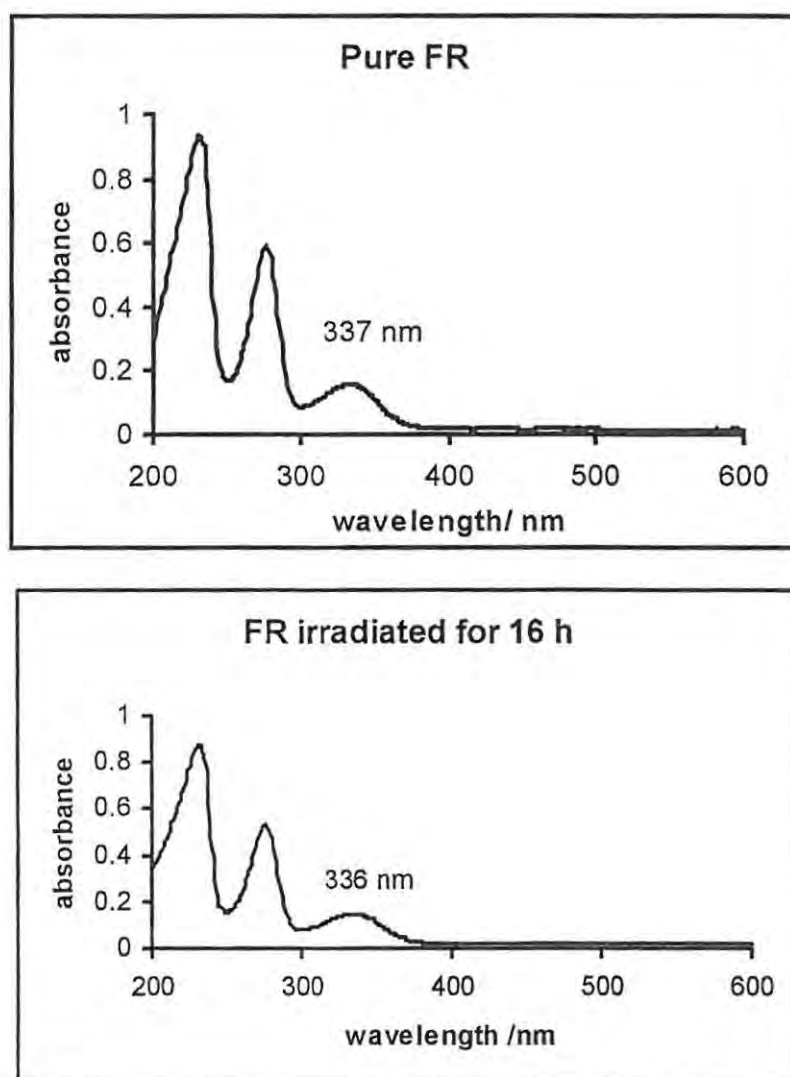 Pure FR
1
0.8
0.6
0.4
0.2
0
absorbance
337 nm
200 300 400 500 600
wavelength/ nm
FR irradiated for 16 h
1
0.8
0.6
0.4
0.2
0
absorbance
336 nm
200 300 400 500 600
wavelength /nm